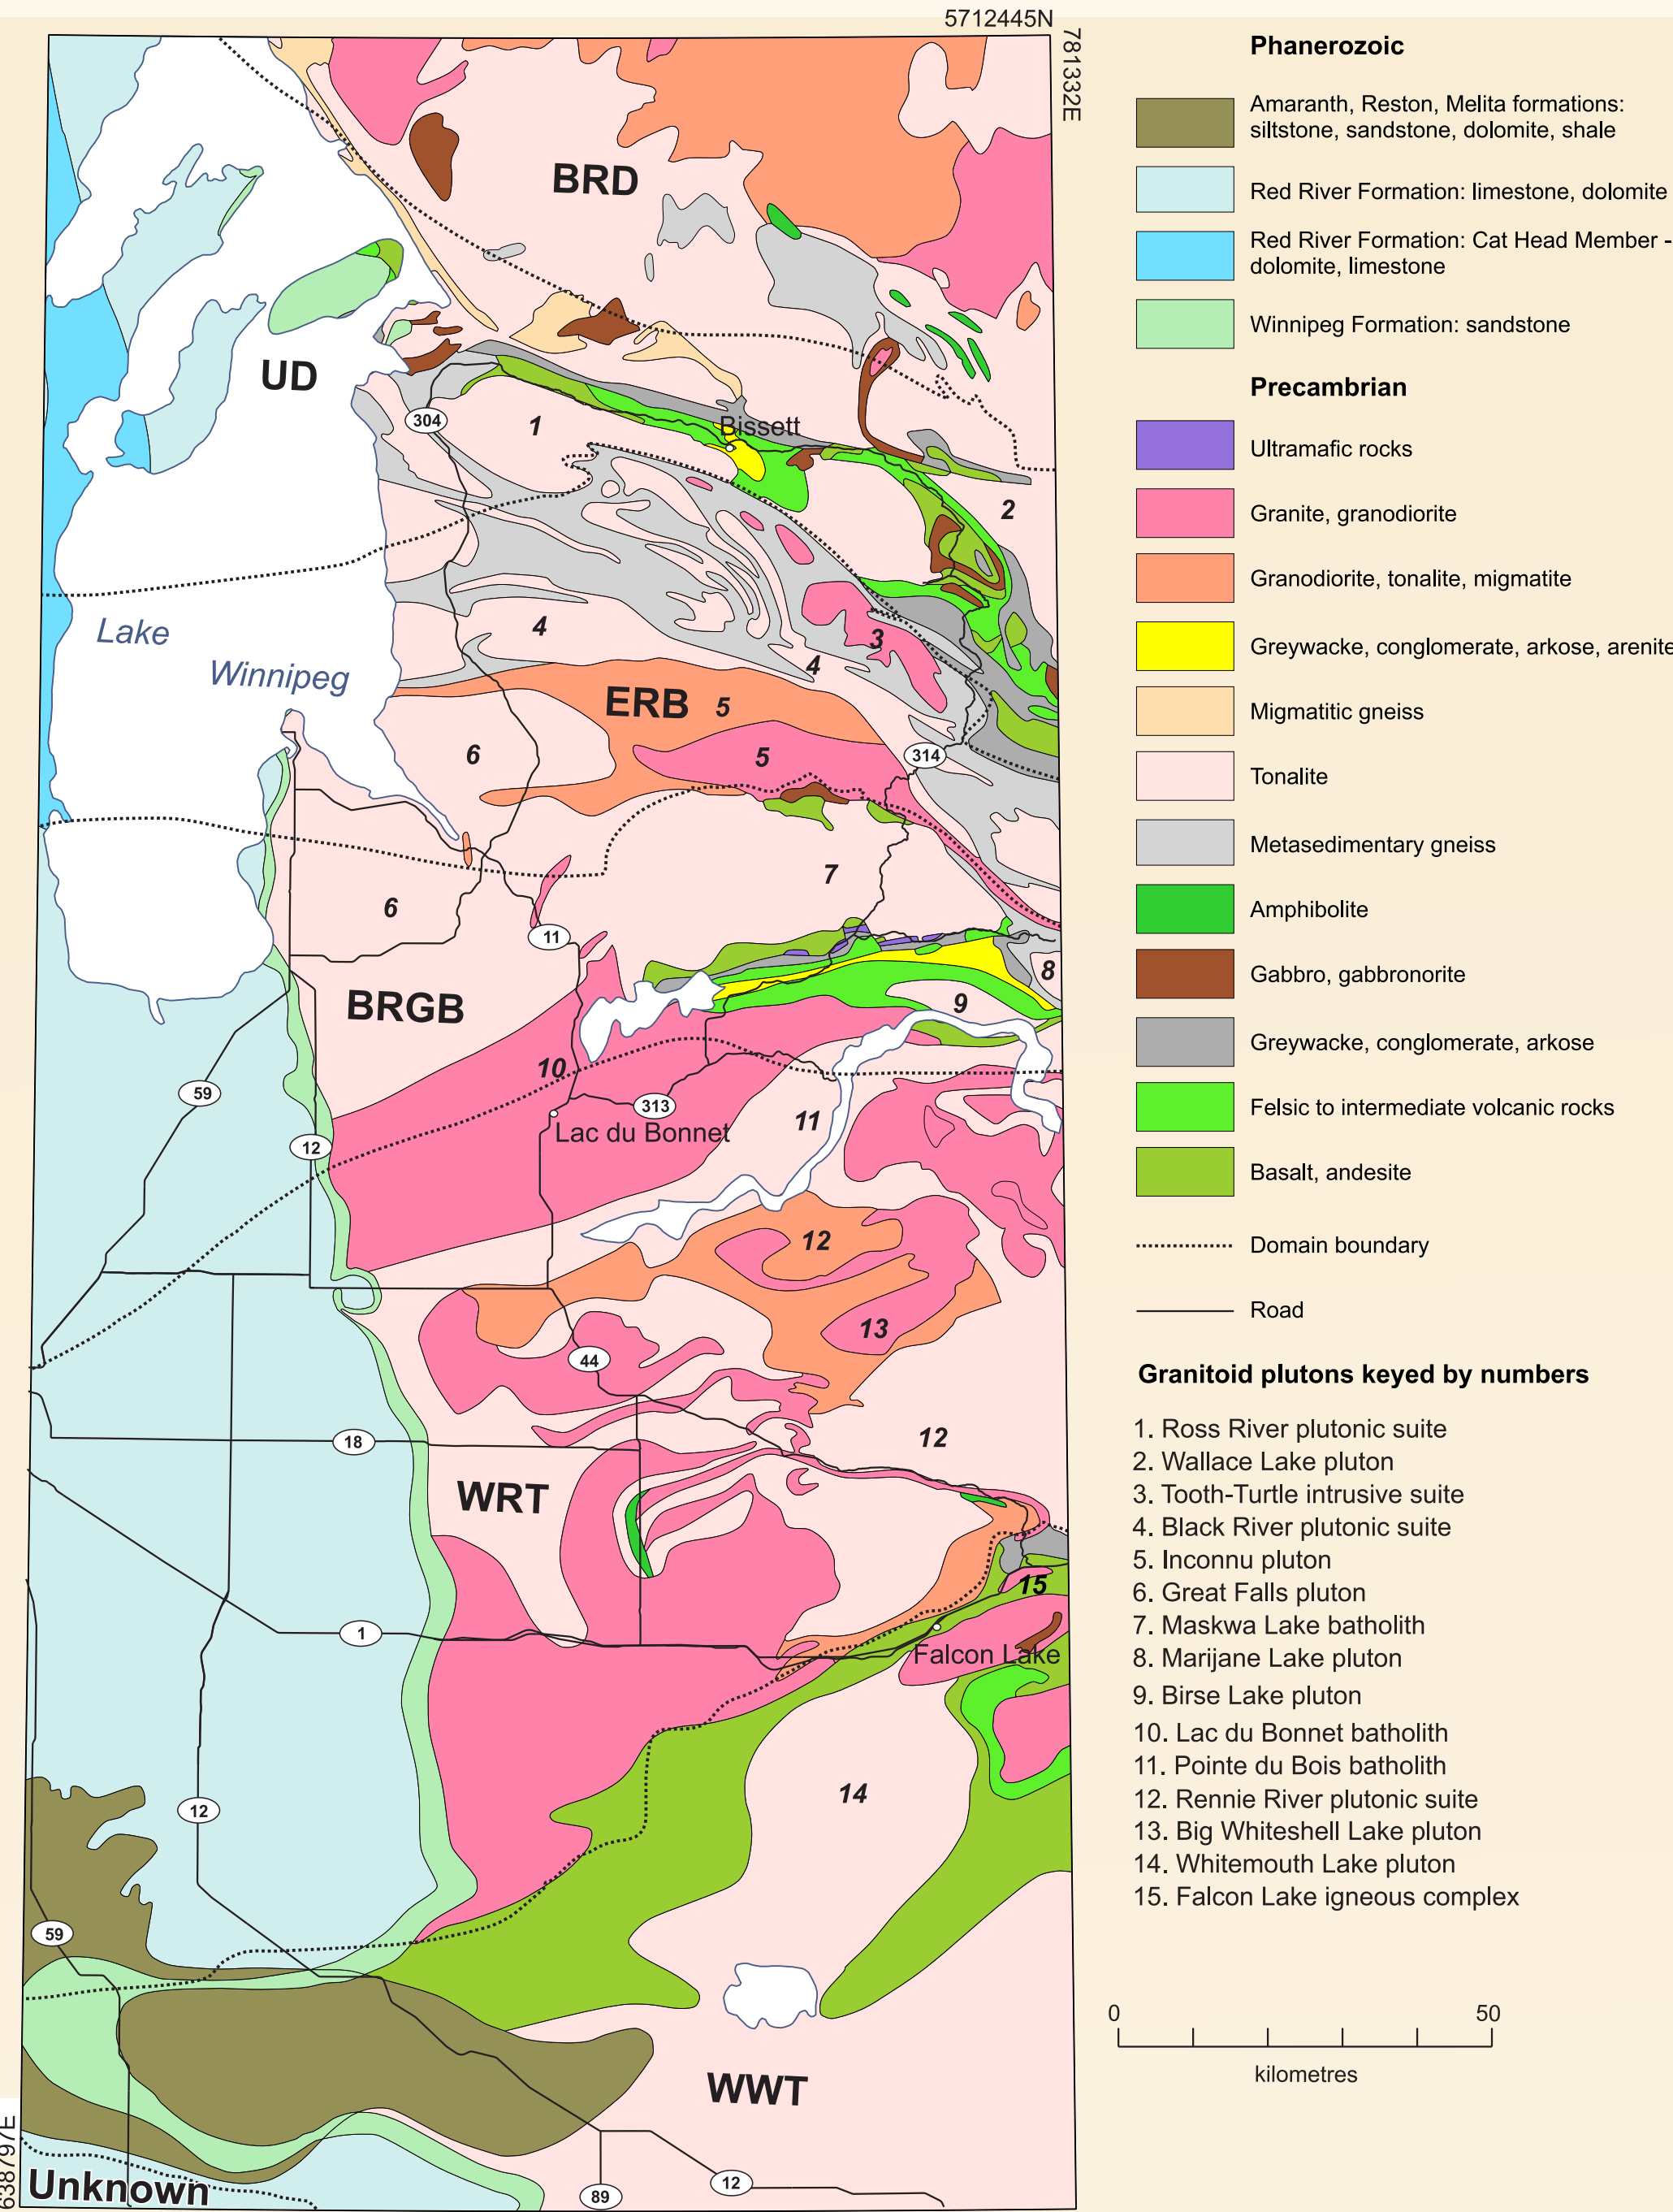 5712445N
781332E
BRD
UD
304
1
Bissett
2
Lake
Winnipeg
4
3
4
ERB 5
6
5
314
7
6
11
8
BRGB
9
10
59
313
11
12
Lac du Bonnet
12
13
44
12
18
WRT
15
1
Falcon Lake
14
12
59
WWT
638797E
Unknown
12
89
Phanerozoic
Amaranth, Reston, Melita formations:
siltstone, sandstone, dolomite, shale
Red River Formation: limestone, dolomite
Red River Formation: Cat Head Member -
dolomite, limestone
Winnipeg Formation: sandstone
Precambrian
Ultramafic rocks
Granite, granodiorite
Granodiorite, tonalite, migmatite
Greywacke, conglomerate, arkose, arenite
Migmatitic gneiss
Tonalite
Metasedimentary gneiss
Amphibolite
Gabbro, gabbronorite
Greywacke, conglomerate, arkose
Felsic to intermediate volcanic rocks
Basalt, andesite
Domain boundary
Road
Granitoid plutons keyed by numbers
1. Ross River plutonic suite
2. Wallace Lake pluton
3. Tooth-Turtle intrusive suite
4. Black River plutonic suite
5. Inconnu pluton
6. Great Falls pluton
7. Maskwa Lake batholith
8. Marijane Lake pluton
9. Birse Lake pluton
10. Lac du Bonnet batholith
11. Pointe du Bois batholith
12. Rennie River plutonic suite
13. Big Whiteshell Lake pluton
14. Whitemouth Lake pluton
15. Falcon Lake igneous complex
0 50
kilometres